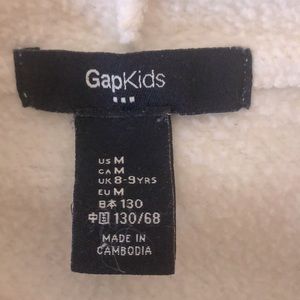 GapKids
US M
CA M
UK 8-9YRS
EU M
日本 130
中国 130/68
MADE IN
CAMBODIA